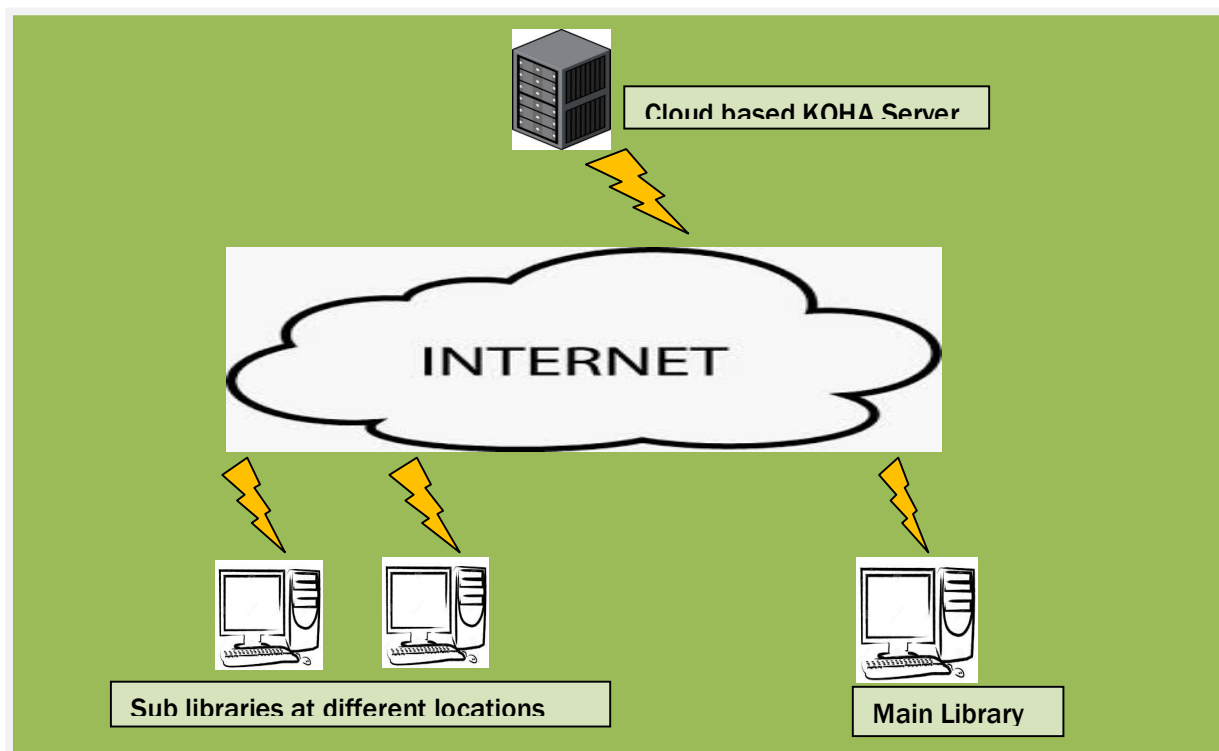 Cloud based KOHA Server
INTERNET
Sub libraries at different locations
Main Library